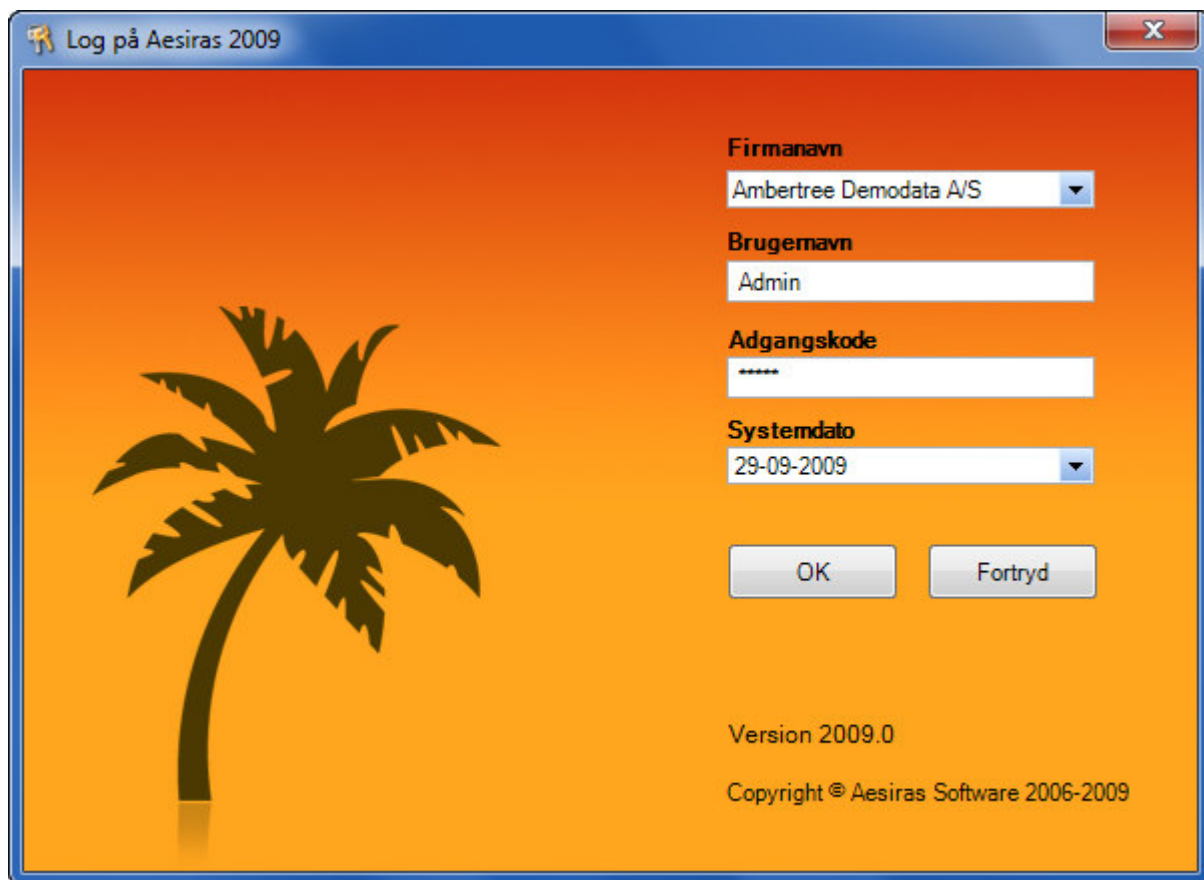 Log på Aesiras 2009
Firmanavn
Ambertree Demodata A/S
Brugernavn
Admin
Adgangskode
*****
Systemdato
29-09-2009
OK
Fortryd
Version 2009.0
Copyright © Aesiras Software 2006-2009